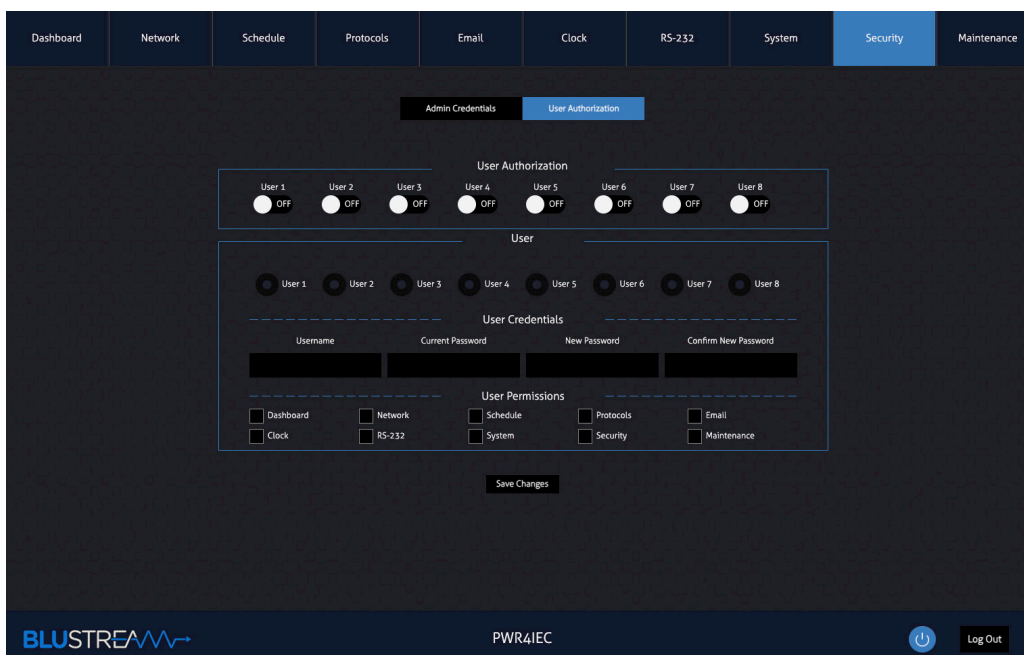 Dashboard Network Schedule Protocols Email Clock RS-232 System Security Maintenance
Admin Credentials User Authorization
User Authorization
User 1 User 2 User 3 User 4 User 5 User 6 User 7 User 8
OFF OFF OFF OFF OFF OFF OFF OFF
User
User 1 User 2 User 3 User 4 User 5 User 6 User 7 User 8
User Credentials
Username Current Password New Password Confirm New Password
User Permissions
Dashboard Network Schedule Protocols Email
Clock RS-232 System Security Maintenance
Save Changes
BLUSTREAM PWR4IEC Log Out